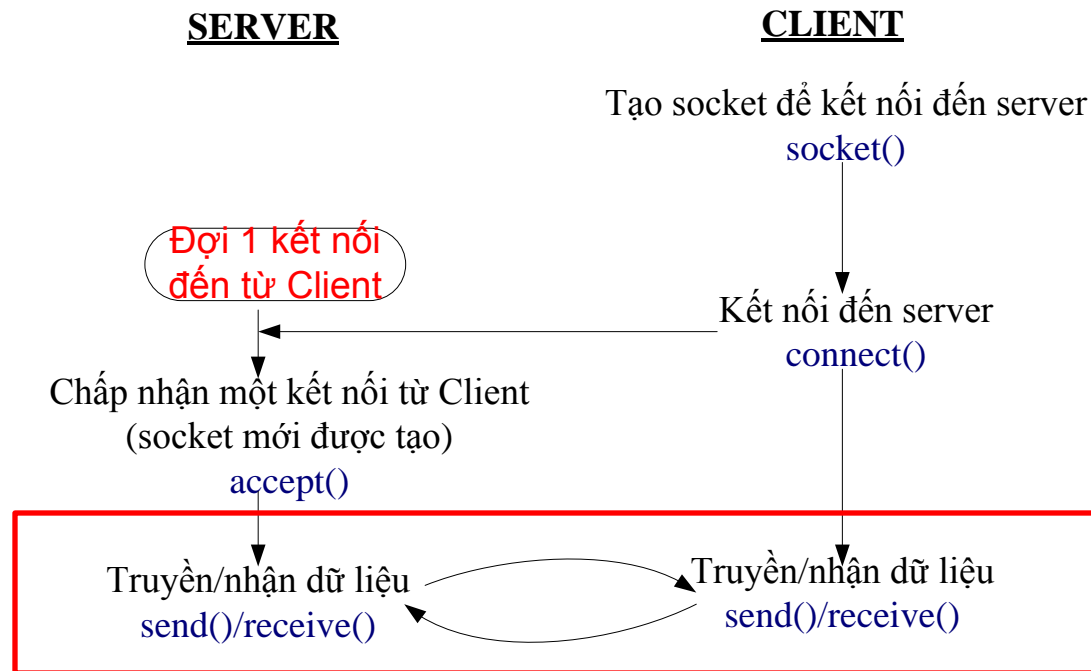 SERVER
CLIENT
Tạo socket để kết nối đến server
socket()
Đợi 1 kết nối
đến từ Client
Kết nối đến server
connect()
Chấp nhận một kết nối từ Client
(socket mới được tạo)
accept()
Truyền/nhận dữ liệu
send()/receive()
Truyền/nhận dữ liệu
send()/receive()